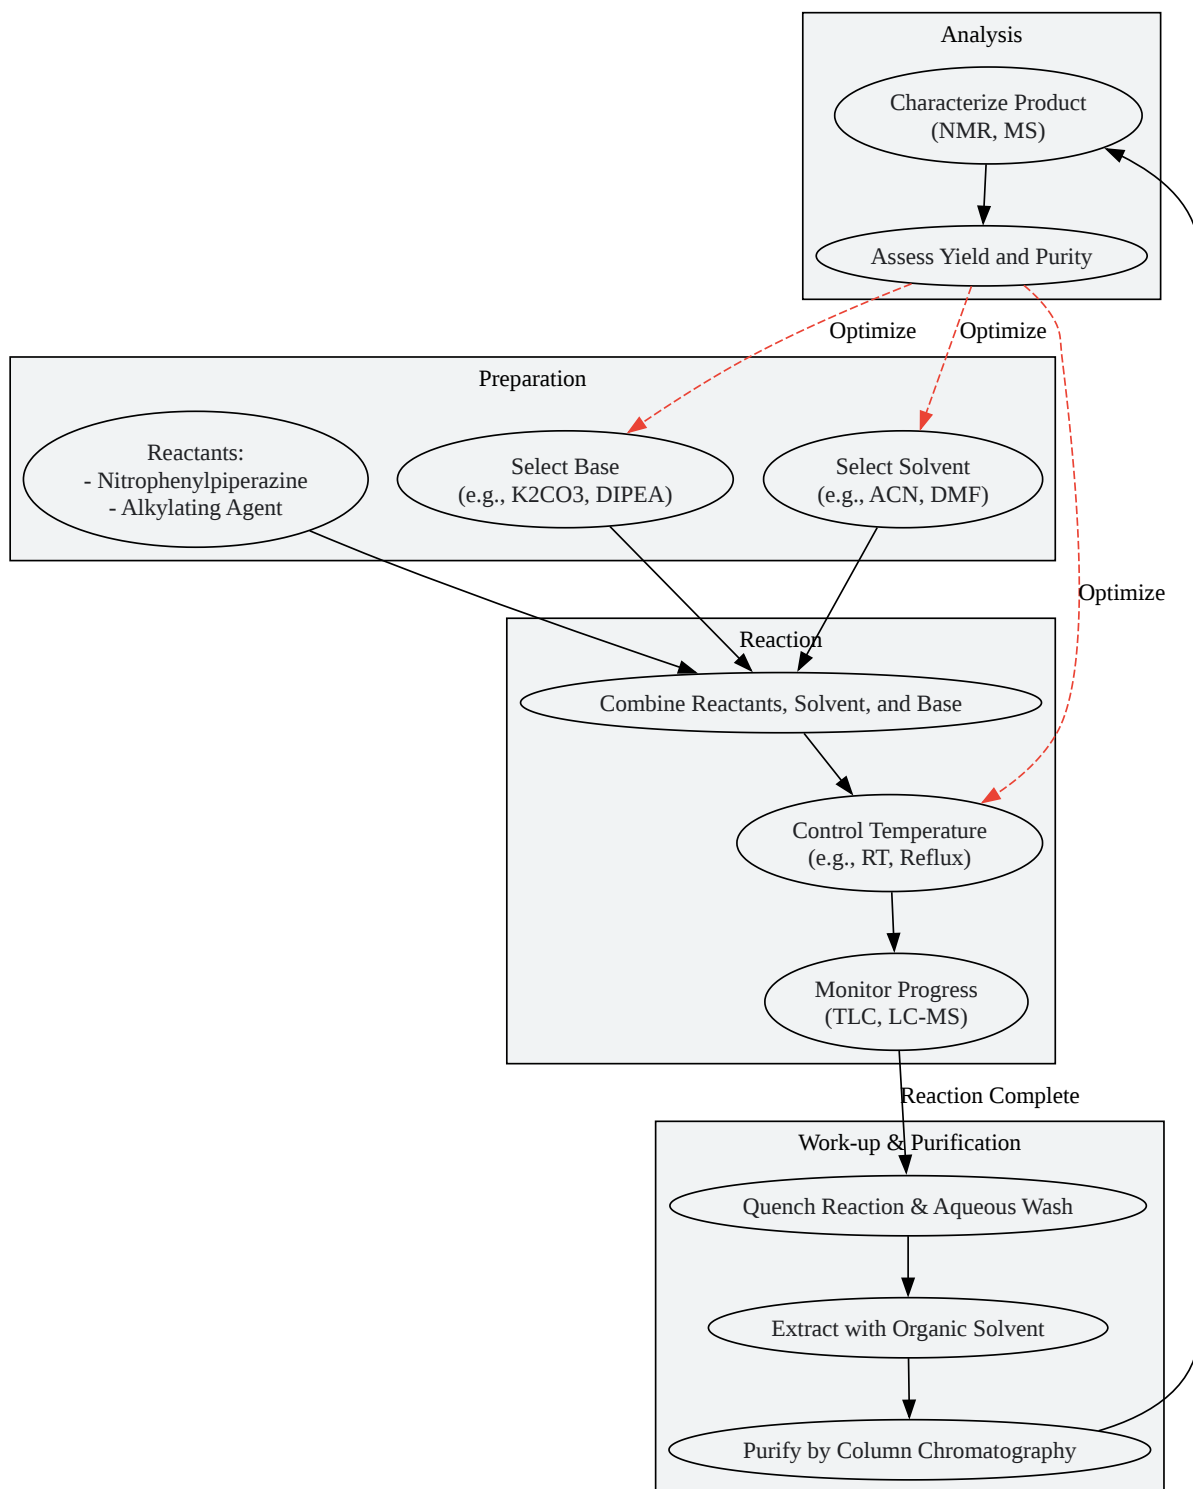 Analysis
Characterize Product
(NMR, MS)
Assess Yield and Purity
Optimize
Optimize
Preparation
Reactants:
- Nitrophenylpiperazine
- Alkylating Agent
Select Base
(e.g., K2CO3, DIPEA)
Select Solvent
(e.g., ACN, DMF)
Optimize
Reaction
Combine Reactants, Solvent, and Base
Control Temperature
(e.g., RT, Reflux)
Monitor Progress
(TLC, LC-MS)
Reaction Complete
Work-up & Purification
Quench Reaction & Aqueous Wash
Extract with Organic Solvent
Purify by Column Chromatography